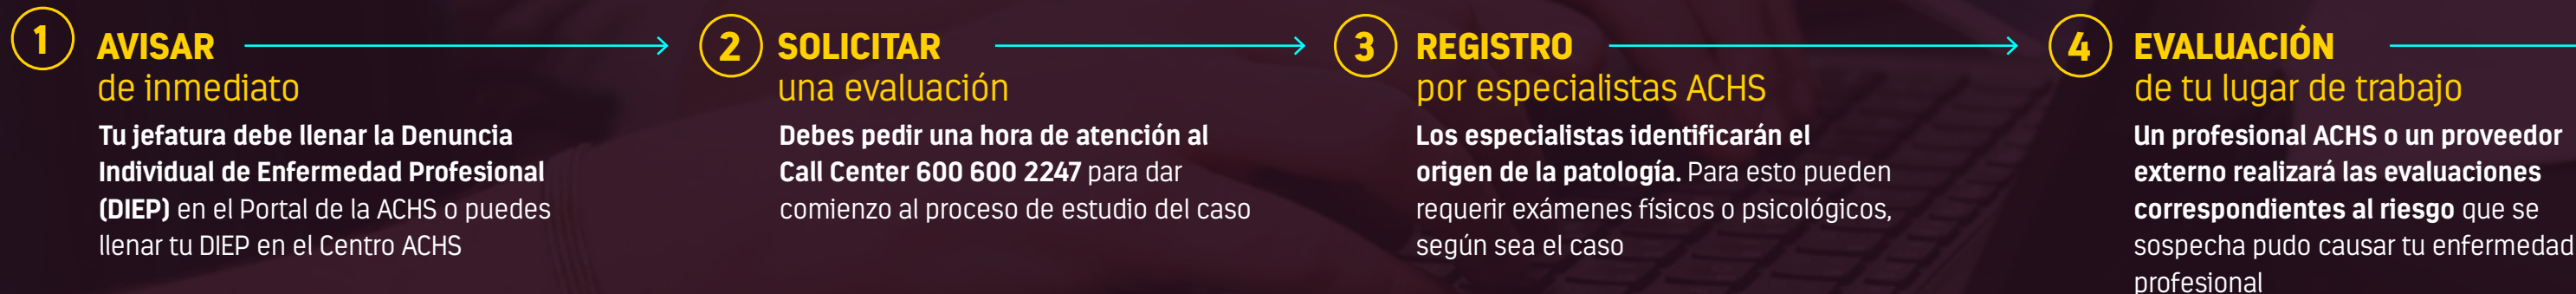 1
AVISAR
de inmediato
Tu jefatura debe llenar la Denuncia
Individual de Enfermedad Profesional
(DIEP) en el Portal de la ACHS o puedes
llenar tu DIEP en el Centro ACHS
2
SOLICITAR
una evaluación
Debes pedir una hora de atención al
Call Center 600 600 2247 para dar
comienzo al proceso de estudio del caso
3
REGISTRO
por especialistas ACHS
Los especialistas identificarán el
origen de la patología. Para esto pueden
requerir exámenes físicos o psicológicos,
según sea el caso
4
EVALUACIÓN
de tu lugar de trabajo
Un profesional ACHS o un proveedor
externo realizará las evaluaciones
correspondientes al riesgo que se
sospecha pudo causar tu enfermedad
profesional